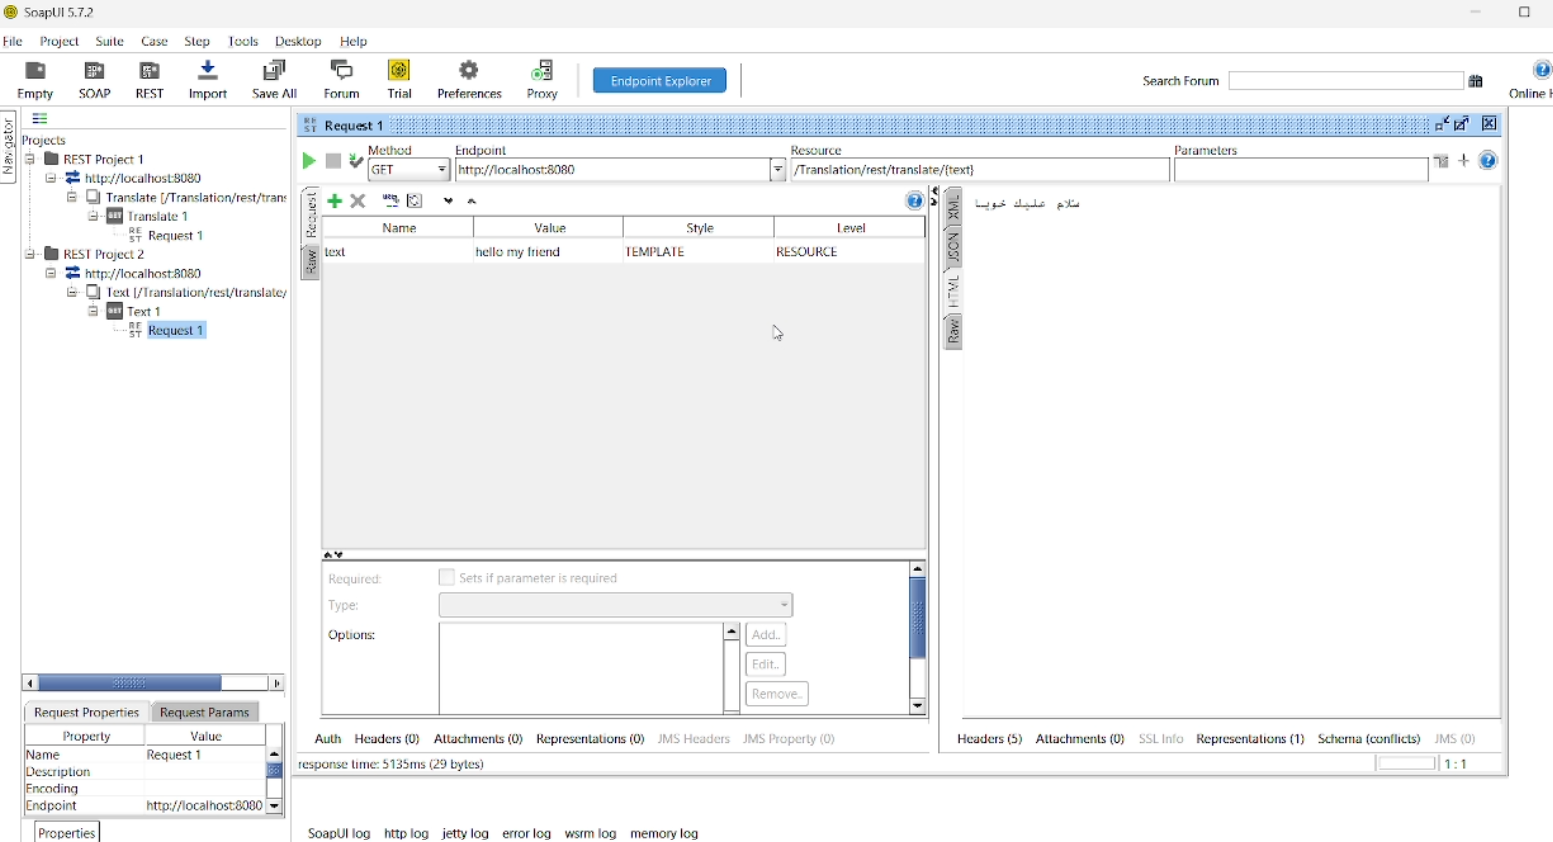 SoapUI 5.7.2
File Project Suite Case Step Tools Desktop Help
Empty SOAP REST Import Save All Forum Trial Preferences Proxy
Endpoint Explorer
Search Forum
Online
Navigator
Projects
REST Project 1
http://localhost:8080
Translate [/Translation/rest/trans
GET Translate 1
REST Request 1
REST Project 2
http://localhost:8080
Text [/Translation/rest/translate/
GET Text 1
REST Request 1
Request Properties Request Params
Property Value
Name Request 1
Description
Encoding
Endpoint http://localhost:8080
Properties
REST Request 1
Method Endpoint Resource Parameters
GET http://localhost:8080 /Translation/rest/translate/{text}
Request
Raw
Name Value Style Level
text hello my friend TEMPLATE RESOURCE
Required: Sets if parameter is required
Type:
Options:
Add..
Edit..
Remove..
Auth Headers (0) Attachments (0) Representations (0) JMS Headers JMS Property (0)
XML
JSON
HTML
Raw
سلام عليك خويا
Headers (5) Attachments (0) SSL Info Representations (1) Schema (conflicts) JMS (0)
response time: 5135ms (29 bytes)
1 : 1
SoapUI log http log jetty log error log wsrm log memory log